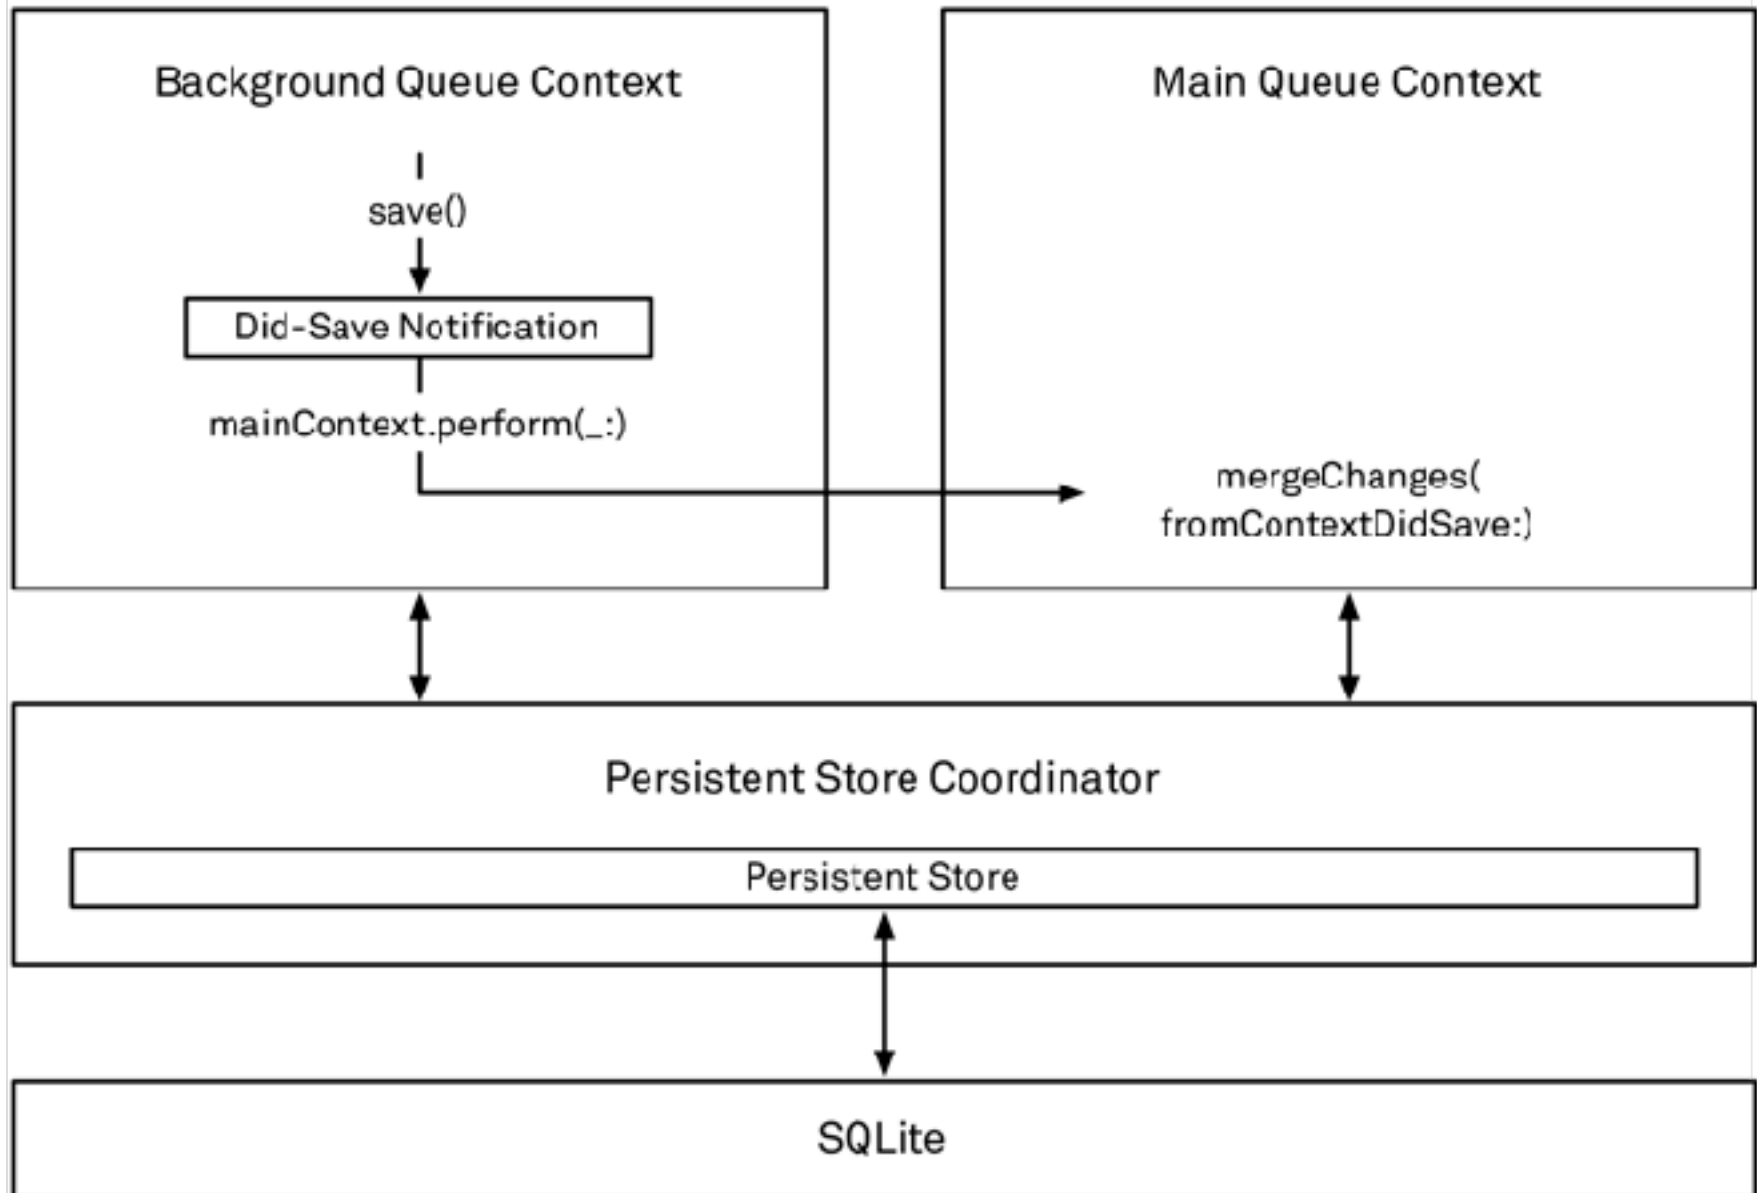 Background Queue Context
save()
Did-Save Notification
mainContext.perform(_:)
Main Queue Context
mergeChanges(
fromContextDidSave:)
Persistent Store Coordinator
Persistent Store
SQLite